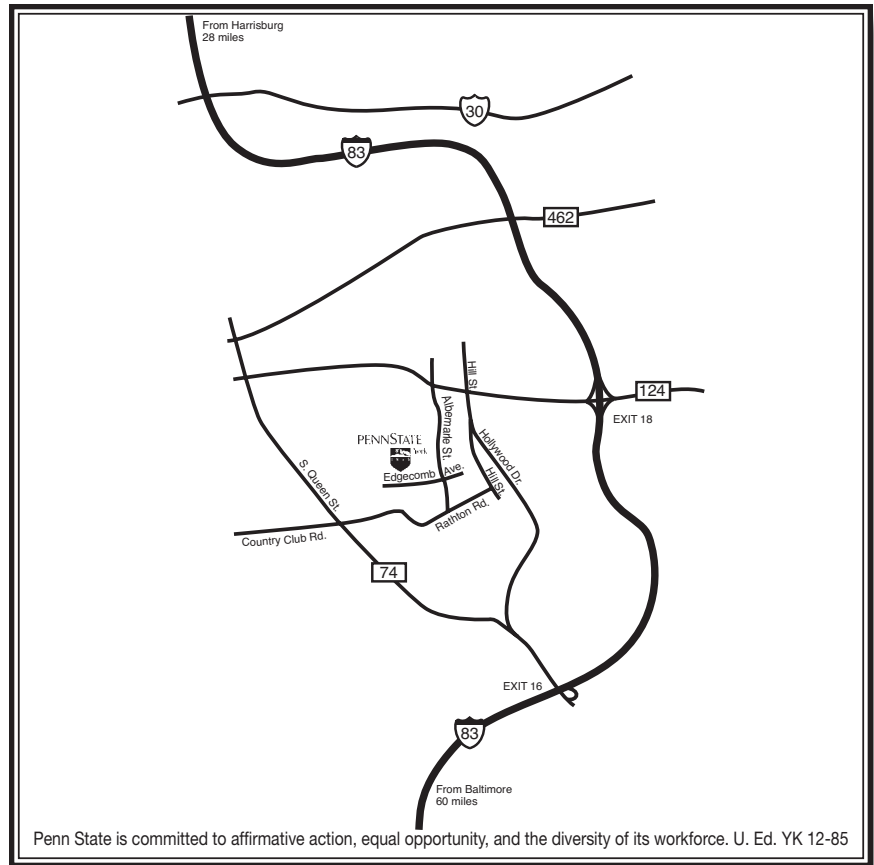 From Harrisburg
28 miles
30
83
462
124
EXIT 18
Hill St.
Albemarle St.
PENNSTATE
York
Hollywood Dr.
Edgecomb Ave.
Hill St.
S. Queen St.
Rathton Rd.
Country Club Rd.
74
EXIT 16
83
From Baltimore
60 miles
Penn State is committed to affirmative action, equal opportunity, and the diversity of its workforce. U. Ed. YK 12-85